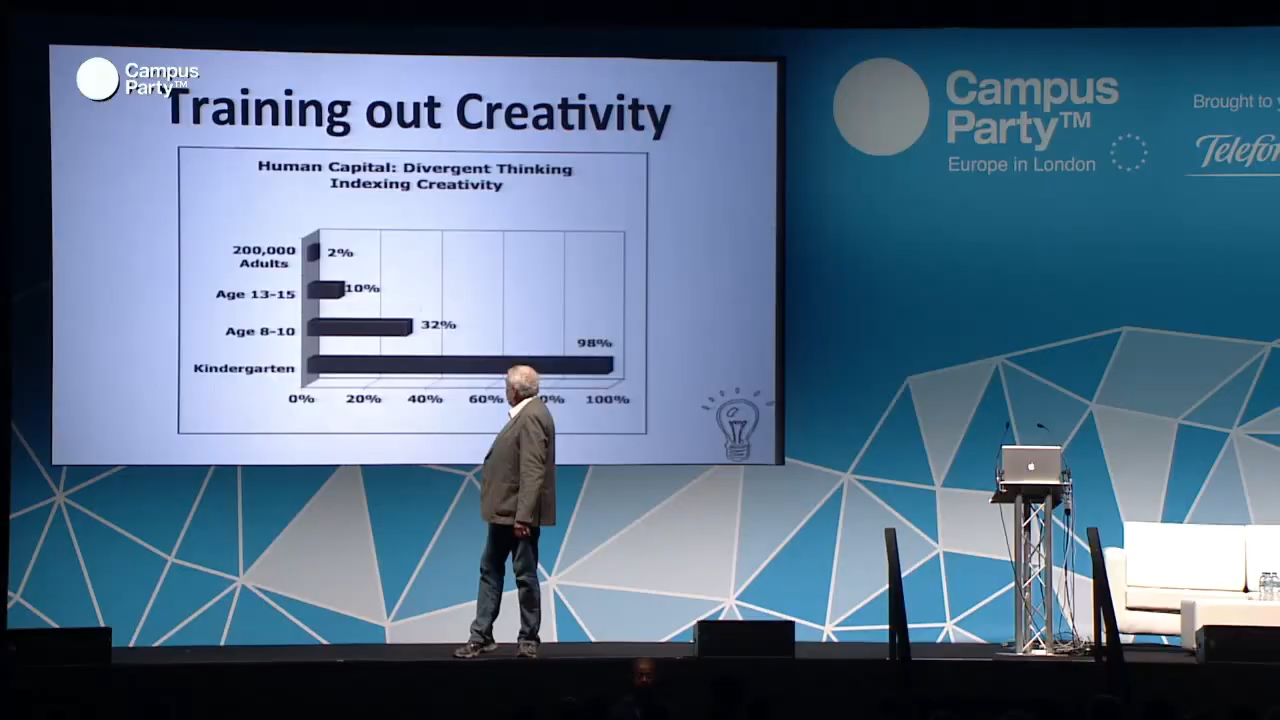 Campus
Party™
Training out Creativity
Human Capital: Divergent Thinking
Indexing Creativity
200,000
Adults
2%
Age 13-15
10%
Age 8-10
32%
98%
Kindergarten
0% 20% 40% 60% 100%
Campus
Party™
Europe in London
Brought to